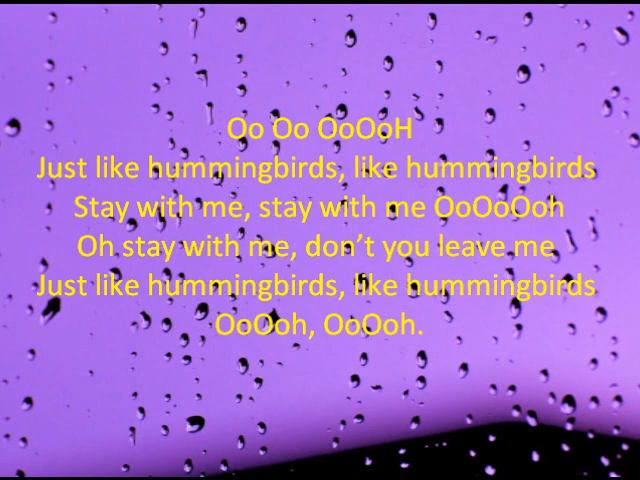 Oo Oo OoOoH
Just like hummingbirds, like hummingbirds
Stay with me, stay with me OoOoOoh
Oh stay with me, don’t you leave me
Just like hummingbirds, like hummingbirds
OoOoh, OoOoh.